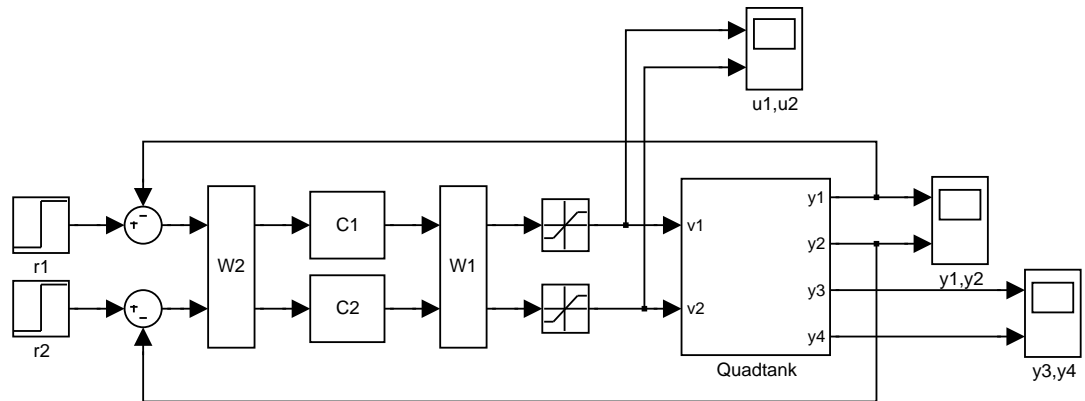 u1,u2
r1
+
−
W2
C1
W1
v1
y1
y2
y1,y2
r2
+
−
C2
v2
y3
y4
Quadtank
y3,y4